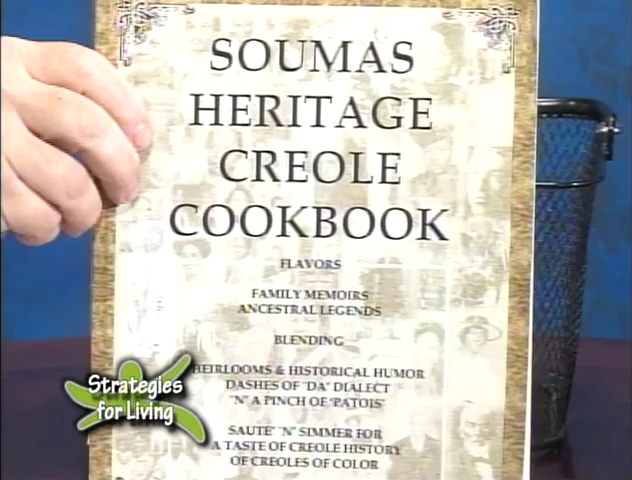 SOUMAS
HERITAGE
CREOLE
COOKBOOK
FLAVORS
FAMILY MEMOIRS
ANCESTRAL LEGENDS
BLENDING
HEIRLOOMS & HISTORICAL HUMOR
DASHES OF "DA" DIALECT
"N" A PINCH OF "PATOIS"
SAUTE' "N" SIMMER FOR
A TASTE OF CREOLE HISTORY
OF CREOLES OF COLOR
Strategies
for Living